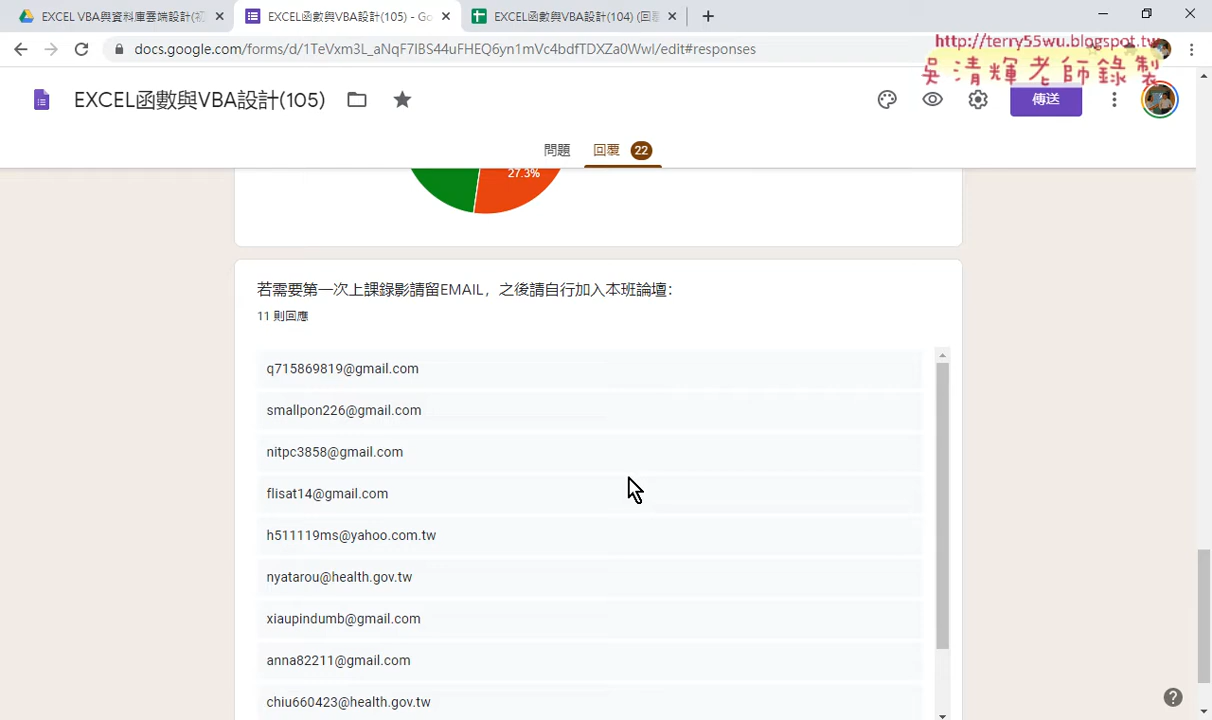 EXCEL VBA與資料庫雲端設計(初
EXCEL函數與VBA設計(105) - Go
EXCEL函數與VBA設計(104) (回覆
docs.google.com/forms/d/1TeVxm3L_aNqF7IBS44uFHEQ6yn1mVc4bdfTDXZa0WwI/edit#responses
http://terry55wu.blogspot.tw
吳清輝老師錄製
EXCEL函數與VBA設計(105)
傳送
問題
回覆 22
27.3%
若需要第一次上課錄影請留EMAIL，之後請自行加入本班論壇:
11 則回應
q715869819@gmail.com
smallpon226@gmail.com
nitpc3858@gmail.com
flisat14@gmail.com
h511119ms@yahoo.com.tw
nyatarou@health.gov.tw
xiaupindumb@gmail.com
anna82211@gmail.com
chiu660423@health.gov.tw